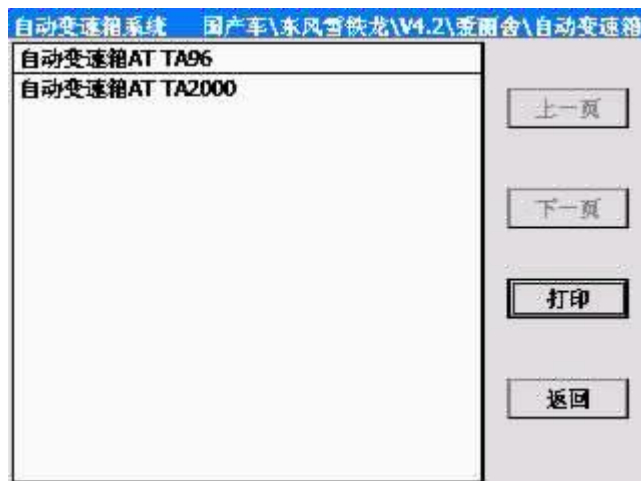 自动变速箱系统 国产车\东风雪铁龙\V4.2\爱丽舍\自动变速箱
自动变速箱AT TA96
自动变速箱AT TA2000
上一页
下一页
打印
返回